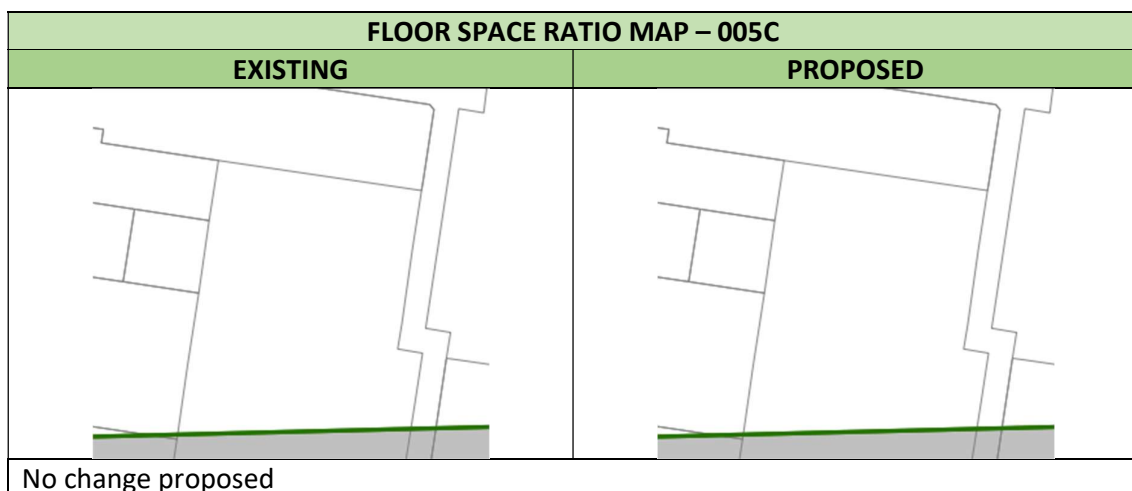 FLOOR SPACE RATIO MAP – 005C
EXISTING
PROPOSED
No change proposed